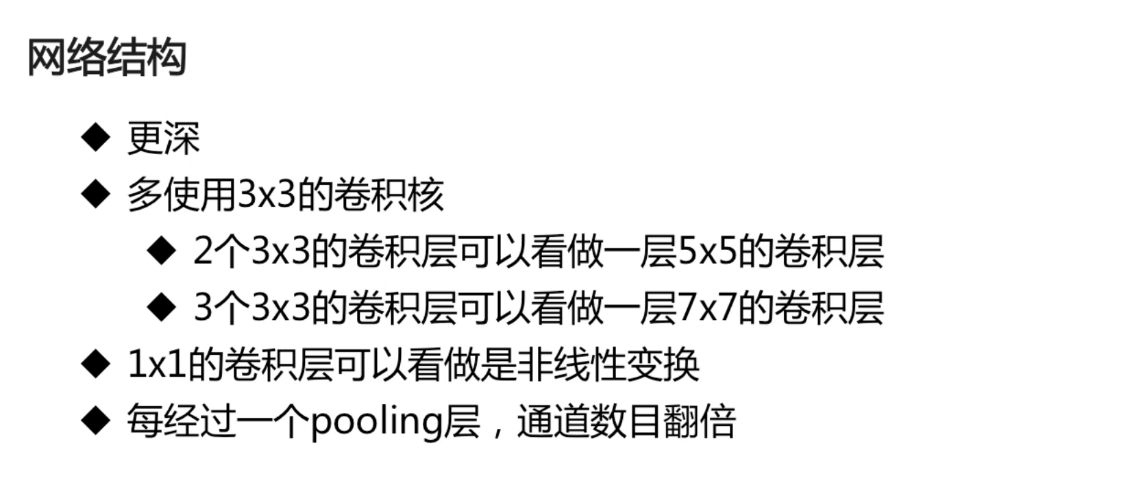 网络结构
◆ 更深
◆ 多使用3x3的卷积核
◆ 2个3x3的卷积层可以看做一层5x5的卷积层
◆ 3个3x3的卷积层可以看做一层7x7的卷积层
◆ 1x1的卷积层可以看做是非线性变换
◆ 每经过一个pooling层，通道数目翻倍